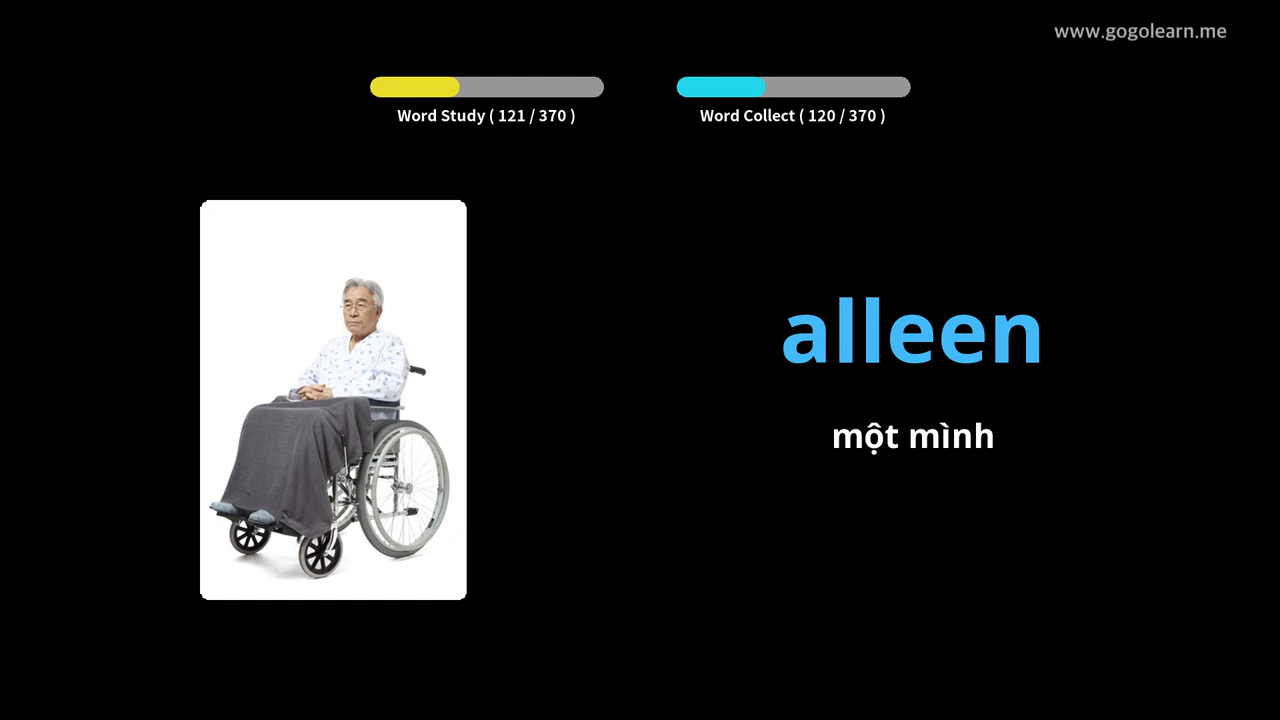 www.gogolearn.me
Word Study ( 121 / 370 )
Word Collect ( 120 / 370 )
alleen
một mình